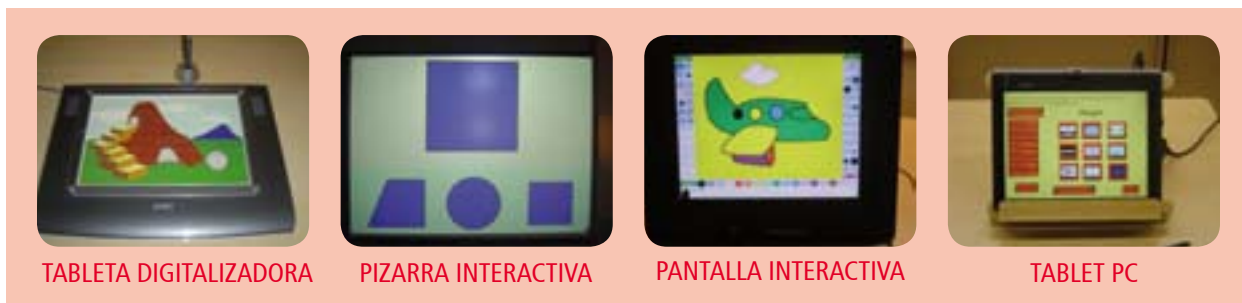 TABLETA DIGITALIZADORA
PIZARRA INTERACTIVA
PANTALLA INTERACTIVA
TABLET PC